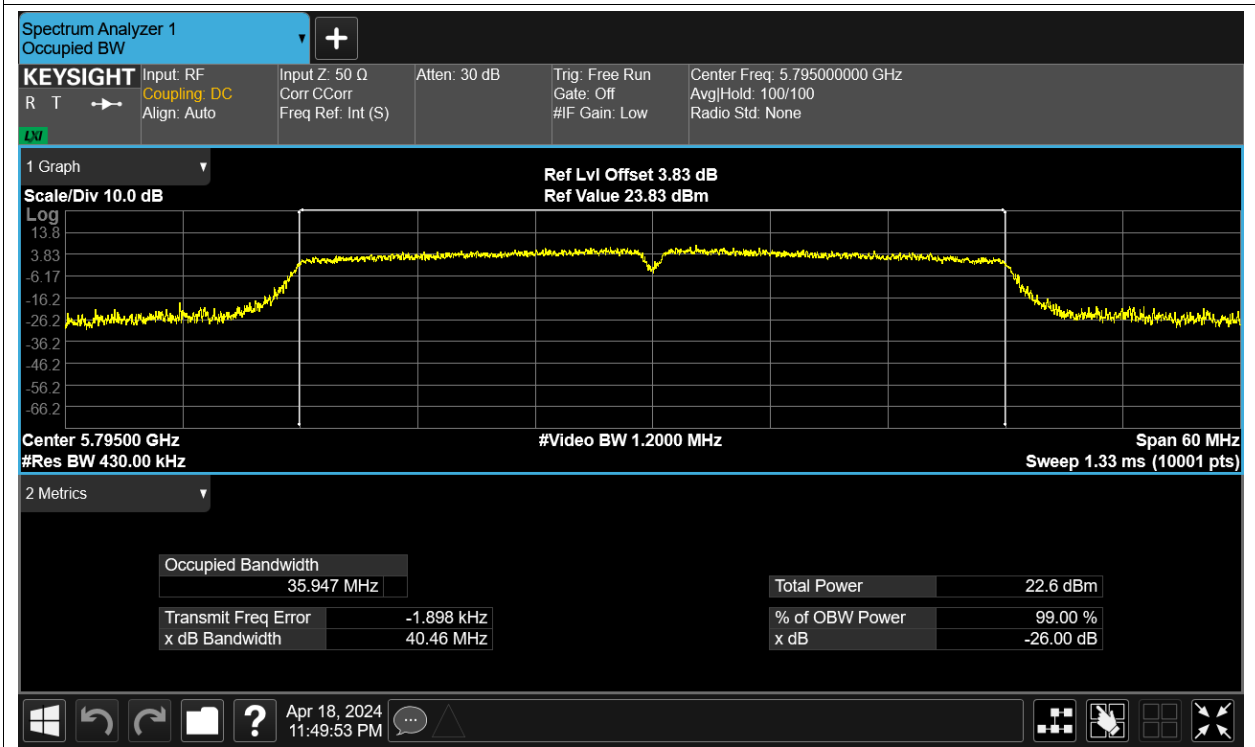 Spectrum Analyzer 1
Occupied BW
KEYSIGHT
R T
LXI
Input: RF
Coupling: DC
Align: Auto
Input Z: 50 Ω
Corr CCorr
Freq Ref: Int (S)
Atten: 30 dB
Trig: Free Run
Gate: Off
#IF Gain: Low
Center Freq: 5.795000000 GHz
Avg|Hold: 100/100
Radio Std: None
1 Graph
Scale/Div 10.0 dB
Ref Lvl Offset 3.83 dB
Ref Value 23.83 dBm
Log
13.8
3.83
-6.17
-16.2
-26.2
-36.2
-46.2
-56.2
-66.2
Center 5.79500 GHz
#Video BW 1.2000 MHz
Span 60 MHz
#Res BW 430.00 kHz
Sweep 1.33 ms (10001 pts)
2 Metrics
Occupied Bandwidth
35.947 MHz
Total Power 22.6 dBm
Transmit Freq Error -1.898 kHz
% of OBW Power 99.00 %
x dB Bandwidth 40.46 MHz
x dB -26.00 dB
?
Apr 18, 2024
11:49:53 PM